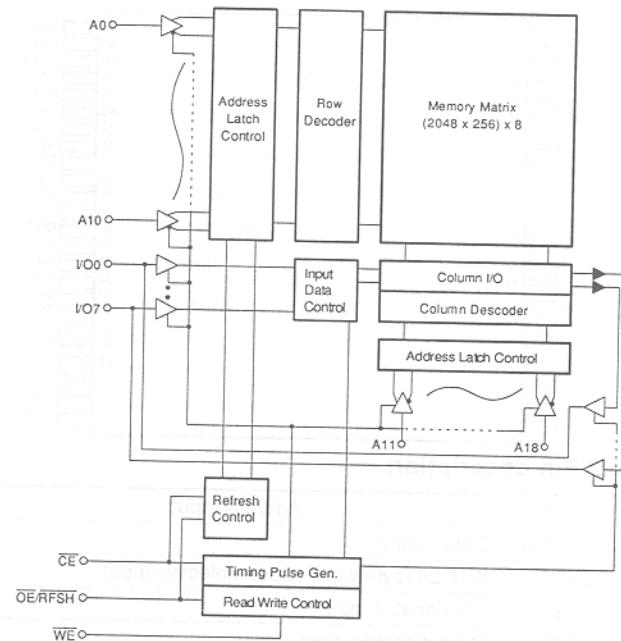 A0
Address
Latch
Control
Row
Decoder
Memory Matrix
(2048 x 256) x 8
A10
I/O0
I/O7
Input
Data
Control
Column I/O
Column Descoder
Address Latch Control
A11
A18
Refresh
Control
CE
Timing Pulse Gen.
OE/RFSH
Read Write Control
WE